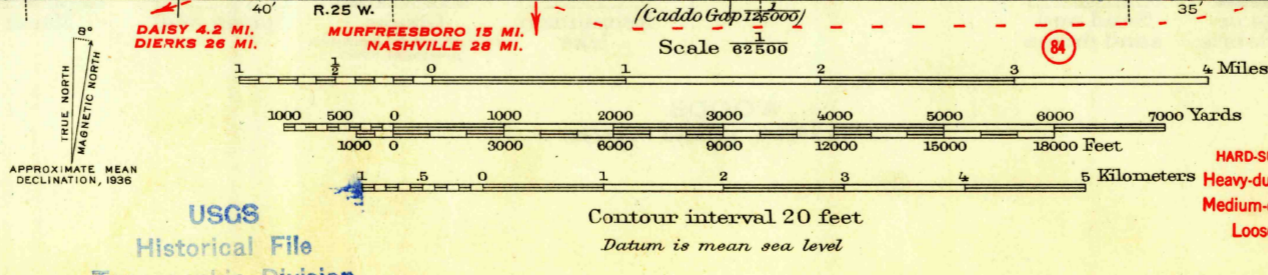 40' R.25 W. (Caddo Gap 1/125000) 35'
DAISY 4.2 MI.
DIERKS 26 MI.
MURFREESBORO 15 MI.
NASHVILLE 28 MI.
Scale 1/62500
84
8°
TRUE NORTH
MAGNETIC NORTH
APPROXIMATE MEAN
DECLINATION, 1936
1 1/2 0 1 2 3 4 Miles
1000 500 0 1000 2000 3000 4000 5000 6000 7000 Yards
1000 0 3000 6000 9000 12000 15000 18000 Feet
1 .5 0 1 2 3 4 5 Kilometers
Contour interval 20 feet
Datum is mean sea level
USGS
Historical File
Division
HARD-SU
Heavy-du
Medium-
Loos